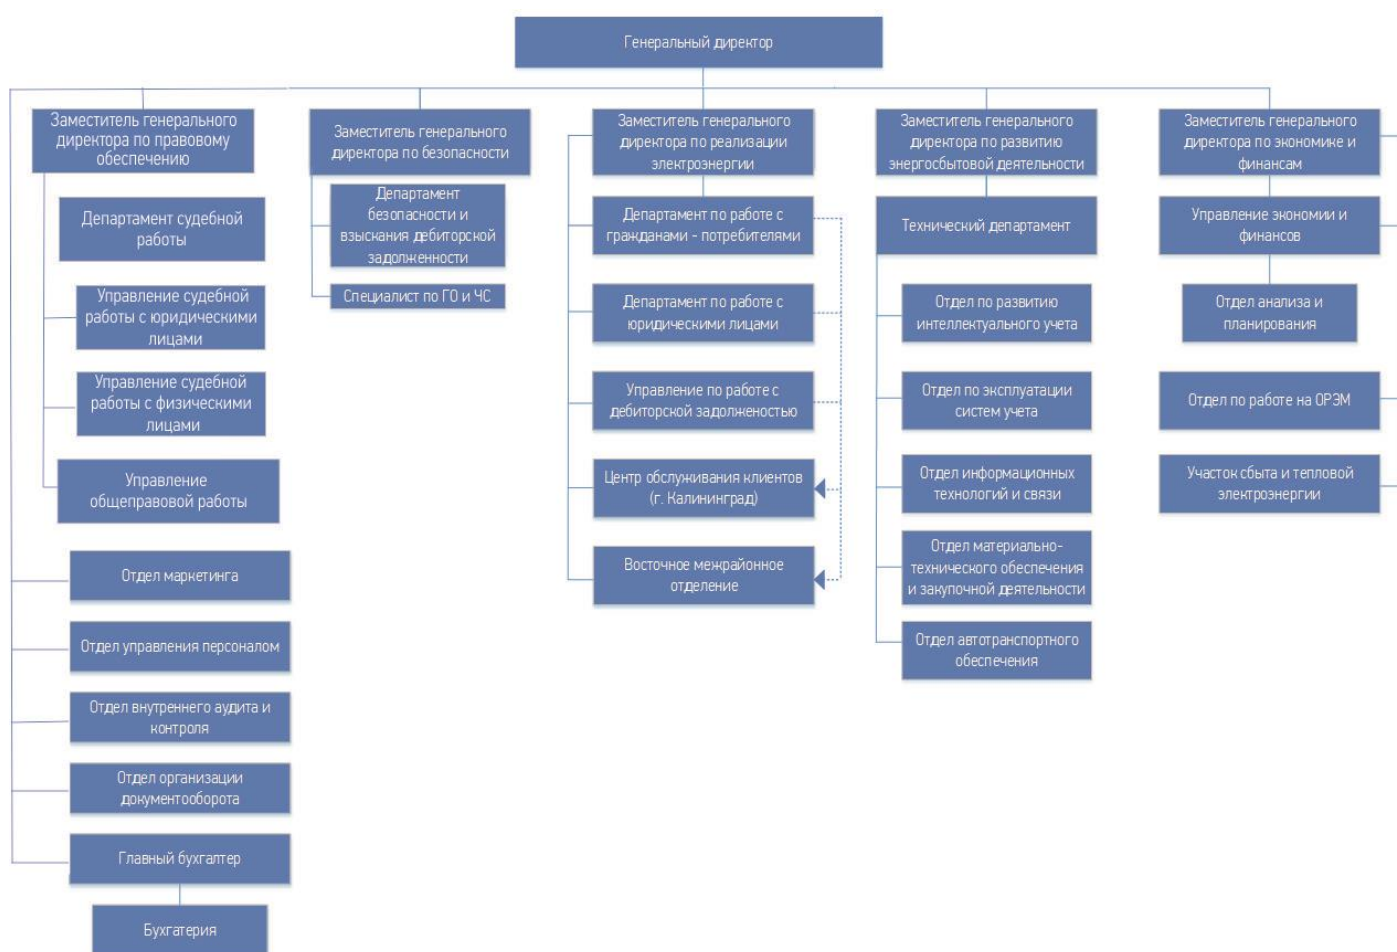 Генеральный директор
Заместитель генерального
директора по правовому
обеспечению
Департамент судебной
работы
Управление судебной
работы с юридическими
лицами
Управление судебной
работы с физическими
лицами
Управление
общеправовой работы
Отдел маркетинга
Отдел управления персоналом
Отдел внутреннего аудита и
контроля
Отдел организации
документооборота
Главный бухгалтер
Бухгатерия
Заместитель генерального
директора по безопасности
Департамент
безопасности и
взыскания дебиторской
задолженности
Специалист по ГО и ЧС
Заместитель генерального
директора по реализации
электроэнергии
Департамент по работе с
гражданами - потребителями
Департамент по работе с
юридическими лицами
Управление по работе с
дебиторской задолженостью
Центр обслуживания клиентов
(г. Калининград)
Восточное межрайонное
отделение
Заместитель генерального
директора по развитию
энергосбытовой деятельности
Технический департамент
Отдел по развитию
интеллектуального учета
Отдел по эксплуатации
систем учета
Отдел информационных
технологий и связи
Отдел материально-
технического обеспечения
и закупочной деятельности
Отдел автотранспортного
обеспечения
Заместитель генерального
директора по экономике и
финансам
Управление экономии и
финансов
Отдел анализа и
планирования
Отдел по работе на ОРЭМ
Участок сбыта и тепловой
электроэнергии